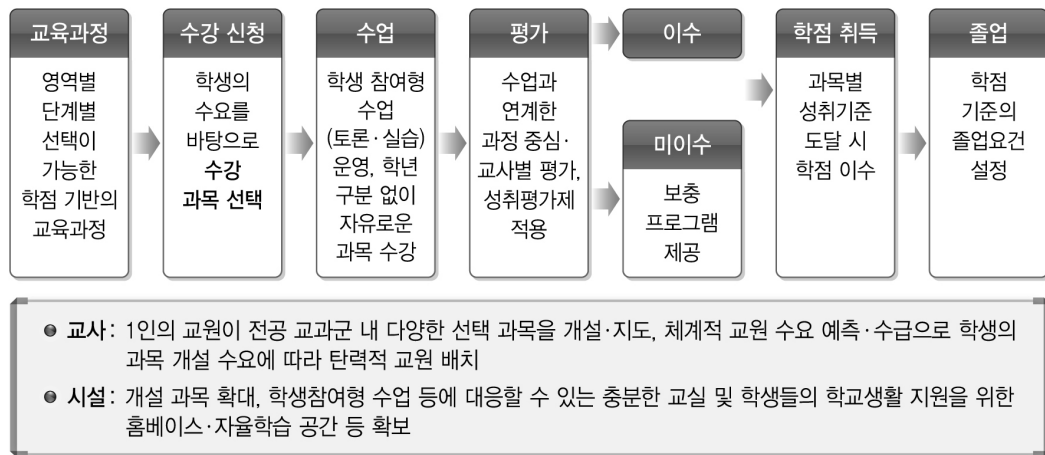 교육과정
영역별
단계별
선택이
가능한
학점 기반의
교육과정
수강 신청
학생의
수요를
바탕으로
수강
과목 선택
수업
학생 참여형
수업
(토론·실습)
운영, 학년
구분 없이
자유로운
과목 수강
평가
수업과
연계한
과정 중심·
교사별 평가,
성취평가제
적용
이수
미이수
보충
프로그램
제공
학점 취득
과목별
성취기준
도달 시
학점 이수
졸업
학점
기준의
졸업요건
설정
● 교사: 1인의 교원이 전공 교과군 내 다양한 선택 과목을 개설·지도, 체계적 교원 수요 예측·수급으로 학생의
과목 개설 수요에 따라 탄력적 교원 배치
● 시설: 개설 과목 확대, 학생참여형 수업 등에 대응할 수 있는 충분한 교실 및 학생들의 학교생활 지원을 위한
홈베이스·자율학습 공간 등 확보